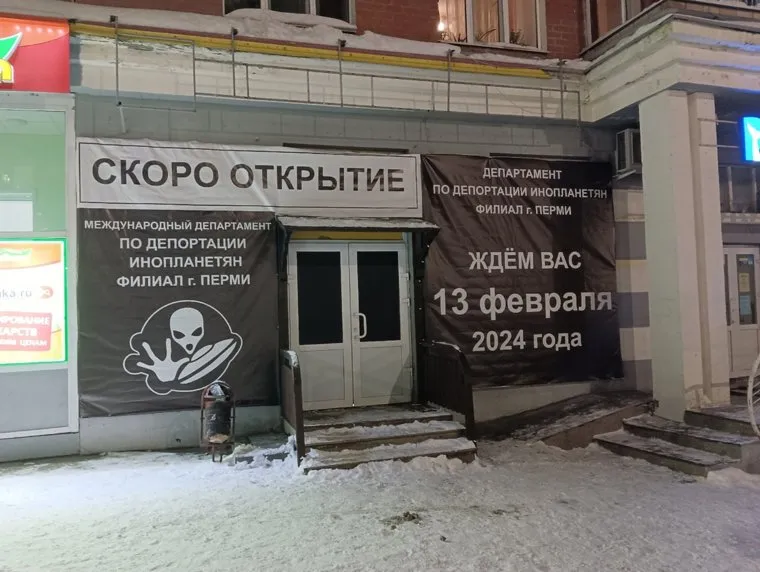 СКОРО ОТКРЫТИЕ
МЕЖДУНАРОДНЫЙ ДЕПАРТАМЕНТ
ПО ДЕПОРТАЦИИ
ИНОПЛАНЕТЯН
ФИЛИАЛ г. ПЕРМИ
ДЕПАРТАМЕНТ
ПО ДЕПОРТАЦИИ ИНОПЛАНЕТЯН
ФИЛИАЛ г. ПЕРМИ
ЖДЁМ ВАС
13 февраля
2024 года